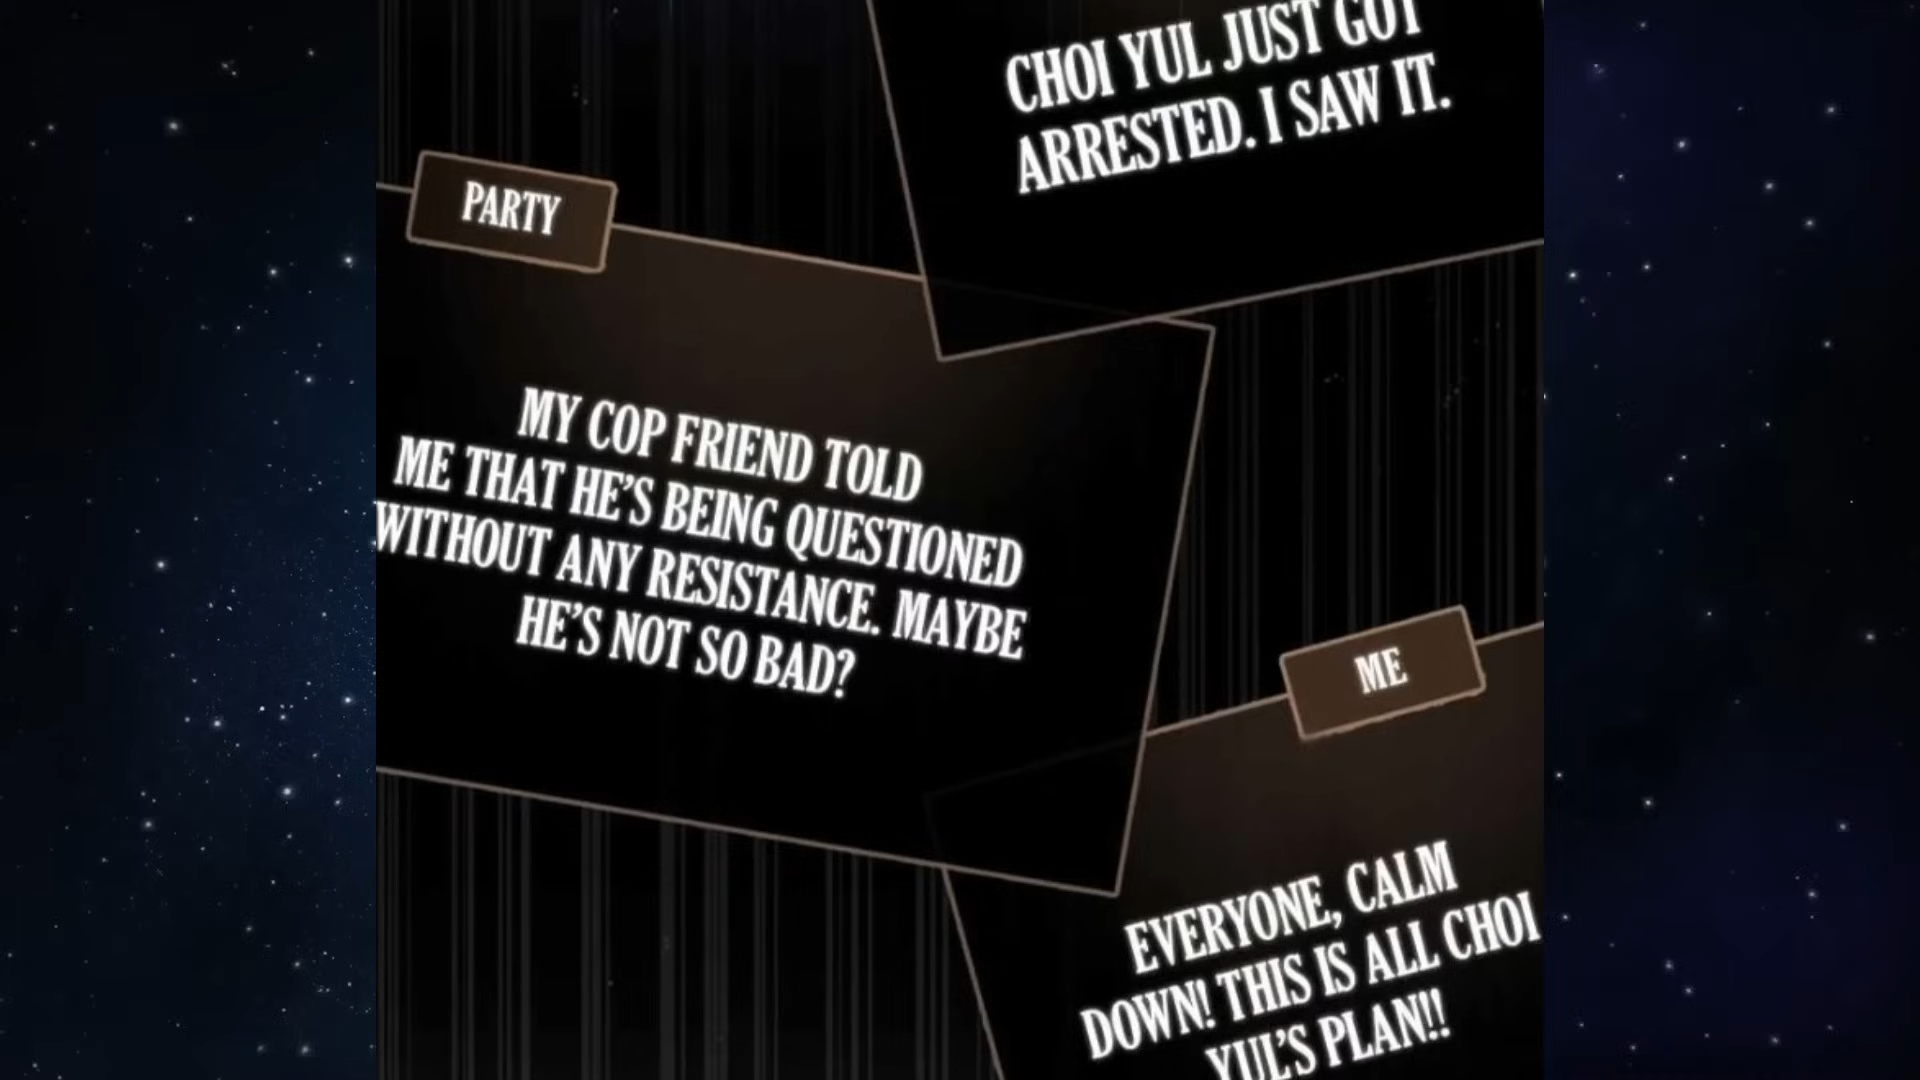 CHOI YUL JUST GOT
ARRESTED. I SAW IT.
PARTY
MY COP FRIEND TOLD
ME THAT HE'S BEING QUESTIONED
WITHOUT ANY RESISTANCE. MAYBE
HE'S NOT SO BAD?
ME
EVERYONE, CALM
DOWN! THIS IS ALL CHOI
YUL'S PLAN!!